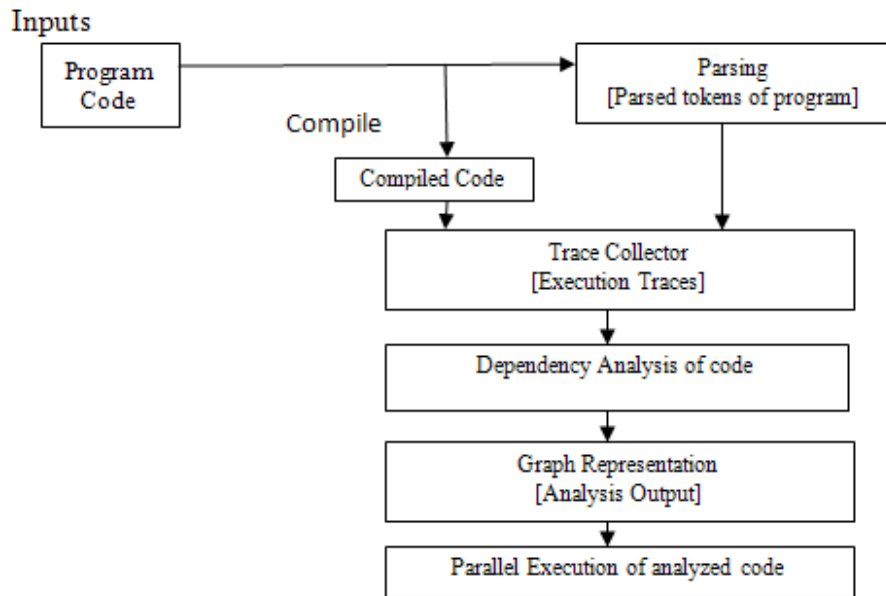 Inputs
Program
Code
Parsing
[Parsed tokens of program]
Compile
Compiled Code
Trace Collector
[Execution Traces]
Dependency Analysis of code
Graph Representation
[Analysis Output]
Parallel Execution of analyzed code